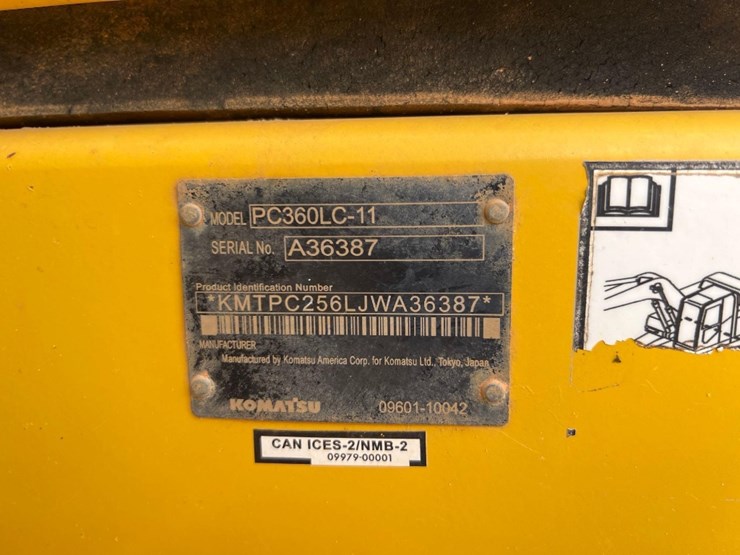 MODEL PC360LC-11
SERIAL No. A36387
Product Identification Number
*KMTPC256LJWA36387*
MANUFACTURER
Manufactured by Komatsu America Corp. for Komatsu Ltd., Tokyo, Japan
KOMATSU 09601-10042
CAN ICES-2/NMB-2
09979-00001